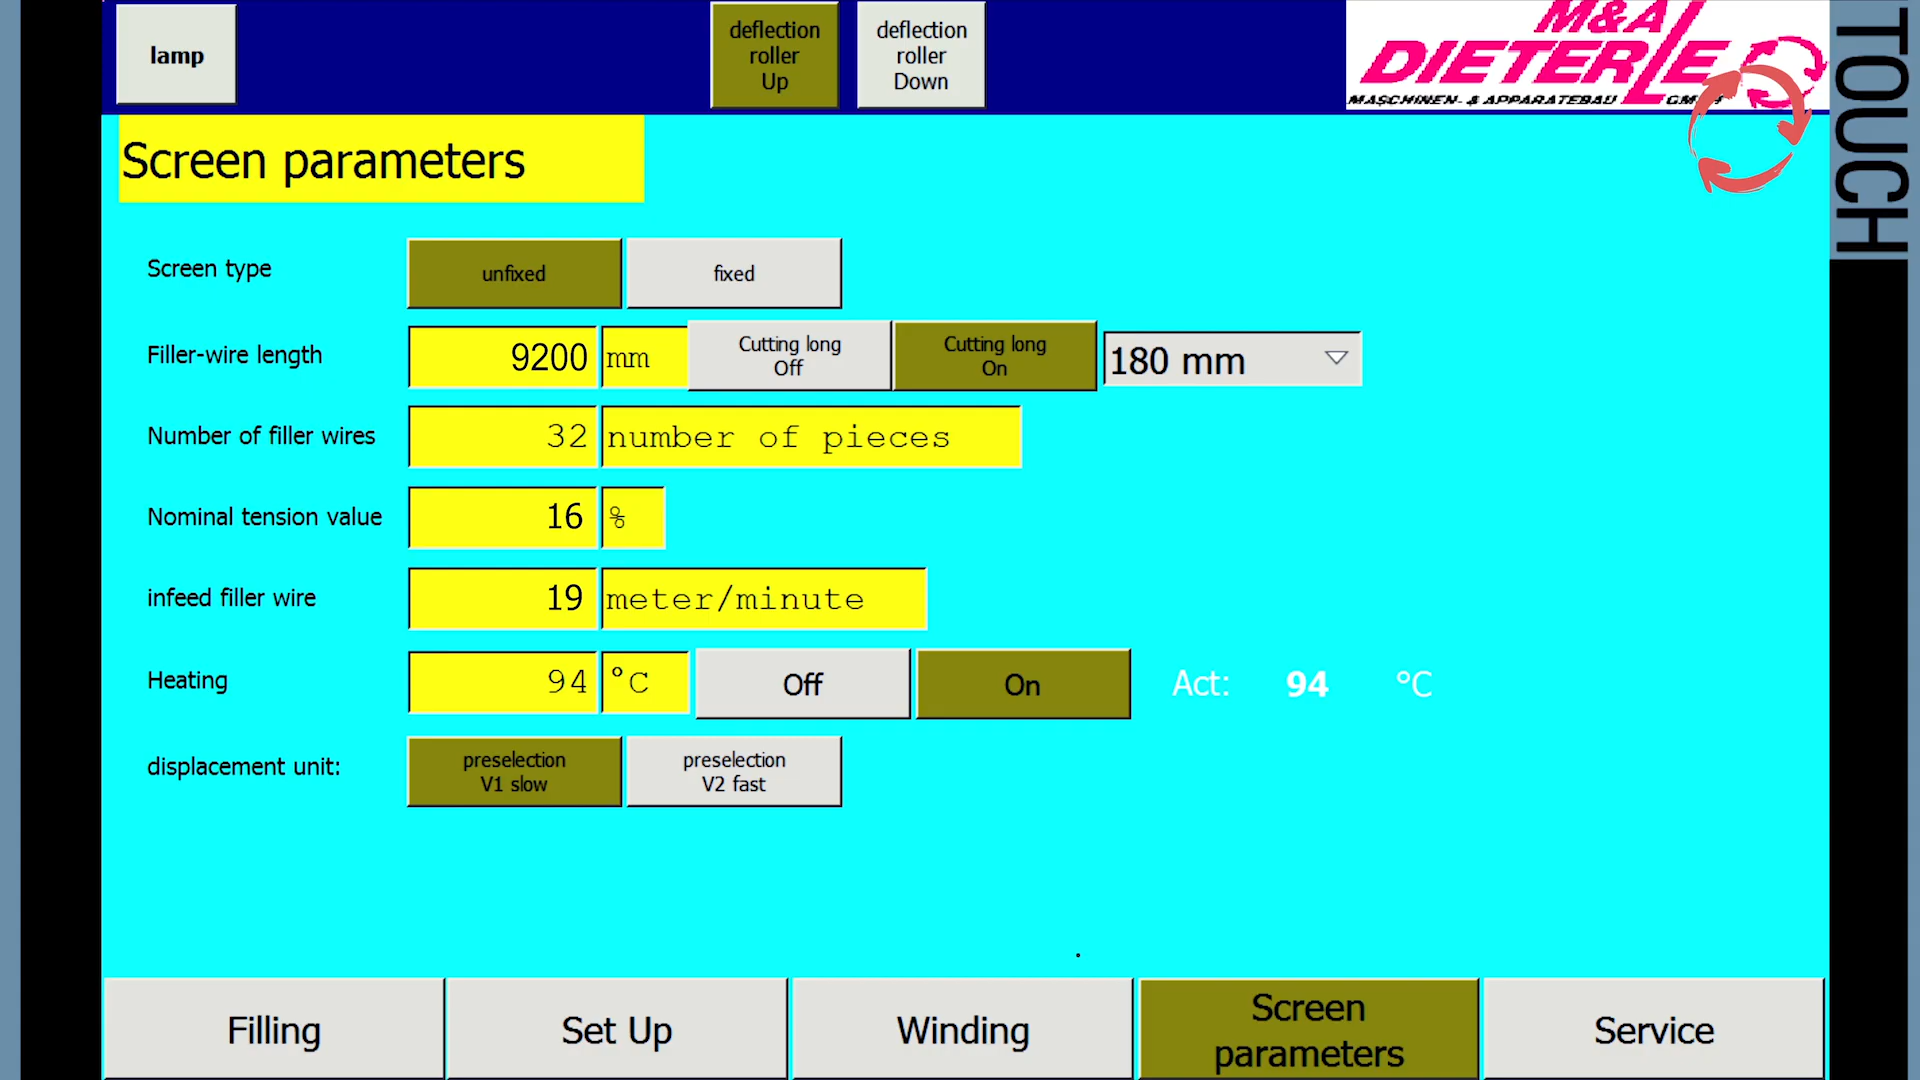 lamp
deflection
roller
Up
deflection
roller
Down
M&A
DIETERLE
MASCHINEN- & APPARATEBAU GMBH
TOUCH
Screen parameters
Screen type
unfixed
fixed
Filler-wire length
9200 mm
Cutting long
Off
Cutting long
On
180 mm
Number of filler wires
32 number of pieces
Nominal tension value
16 %
infeed filler wire
19 meter/minute
Heating
94 °C
Off
On
Act: 94 °C
displacement unit:
preselection
V1 slow
preselection
V2 fast
Filling
Set Up
Winding
Screen
parameters
Service